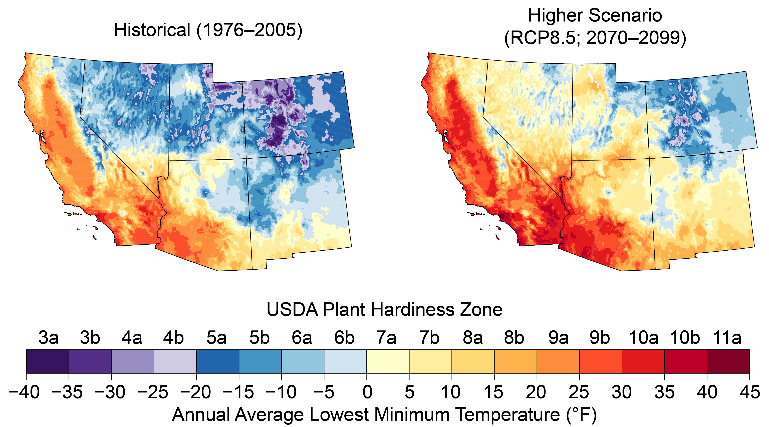 Historical (1976–2005)
Higher Scenario
(RCP8.5; 2070–2099)
USDA Plant Hardiness Zone
3a 3b 4a 4b 5a 5b 6a 6b 7a 7b 8a 8b 9a 9b 10a 10b 11a
−40 −35 −30 −25 −20 −15 −10 −5 0 5 10 15 20 25 30 35 40 45
Annual Average Lowest Minimum Temperature (°F)